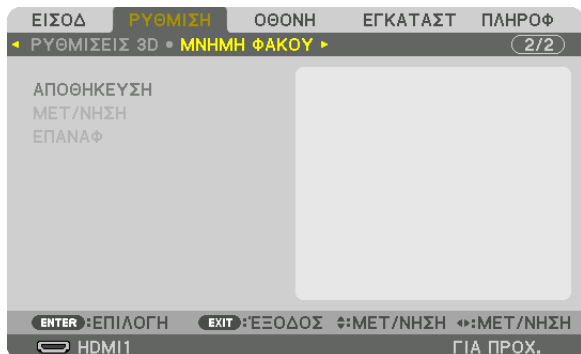 ΕΙΣΟΔ ΡΥΘΜΙΣΗ ΟΘΟΝΗ ΕΓΚΑΤΑΣΤ ΠΛΗΡΟΦ
◂ ΡΥΘΜΙΣΕΙΣ 3D • ΜΝΗΜΗ ΦΑΚΟΥ ▸ 2/2
ΑΠΟΘΗΚΕΥΣΗ
ΜΕΤ/ΝΗΣΗ
ΕΠΑΝΑΦ
ENTER:ΕΠΙΛΟΓΗ EXIT:ΈΞΟΔΟΣ ⬍:ΜΕΤ/ΝΗΣΗ ⬌:ΜΕΤ/ΝΗΣΗ
HDMI1 ΓΙΑ ΠΡΟΧ.